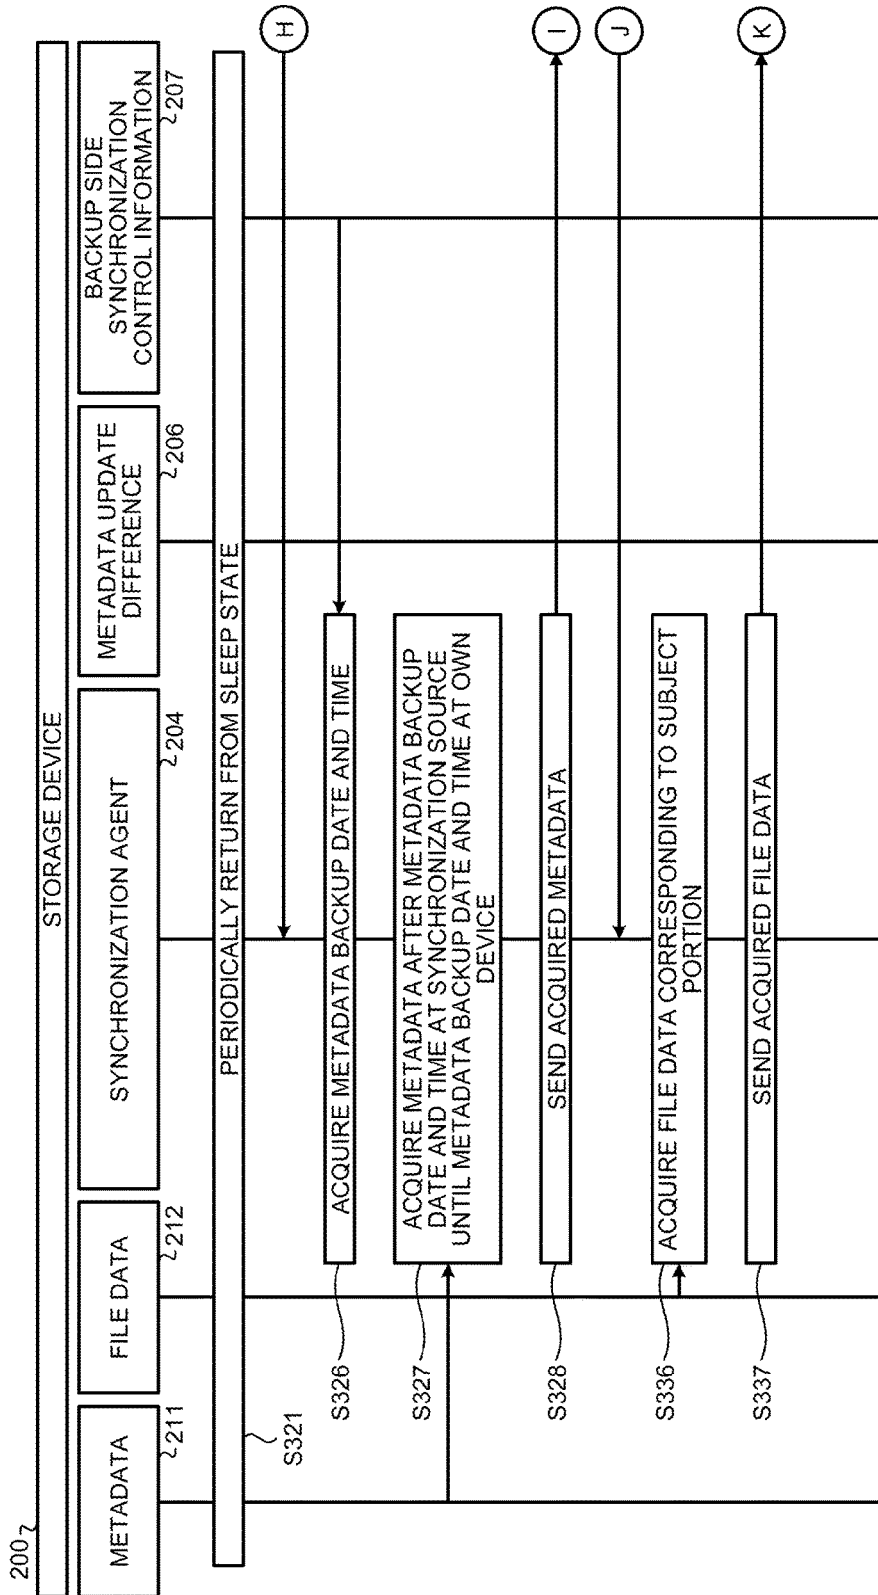 200
STORAGE DEVICE
METADATA
211
FILE DATA
212
SYNCHRONIZATION AGENT
204
METADATA UPDATE
DIFFERENCE
206
BACKUP SIDE
SYNCHRONIZATION
CONTROL INFORMATION
207
S321
PERIODICALLY RETURN FROM SLEEP STATE
H
S326
ACQUIRE METADATA BACKUP DATE AND TIME
S327
ACQUIRE METADATA AFTER METADATA BACKUP
DATE AND TIME AT SYNCHRONIZATION SOURCE
UNTIL METADATA BACKUP DATE AND TIME AT OWN
DEVICE
S328
SEND ACQUIRED METADATA
I
J
S336
ACQUIRE FILE DATA CORRESPONDING TO SUBJECT
PORTION
S337
SEND ACQUIRED FILE DATA
K